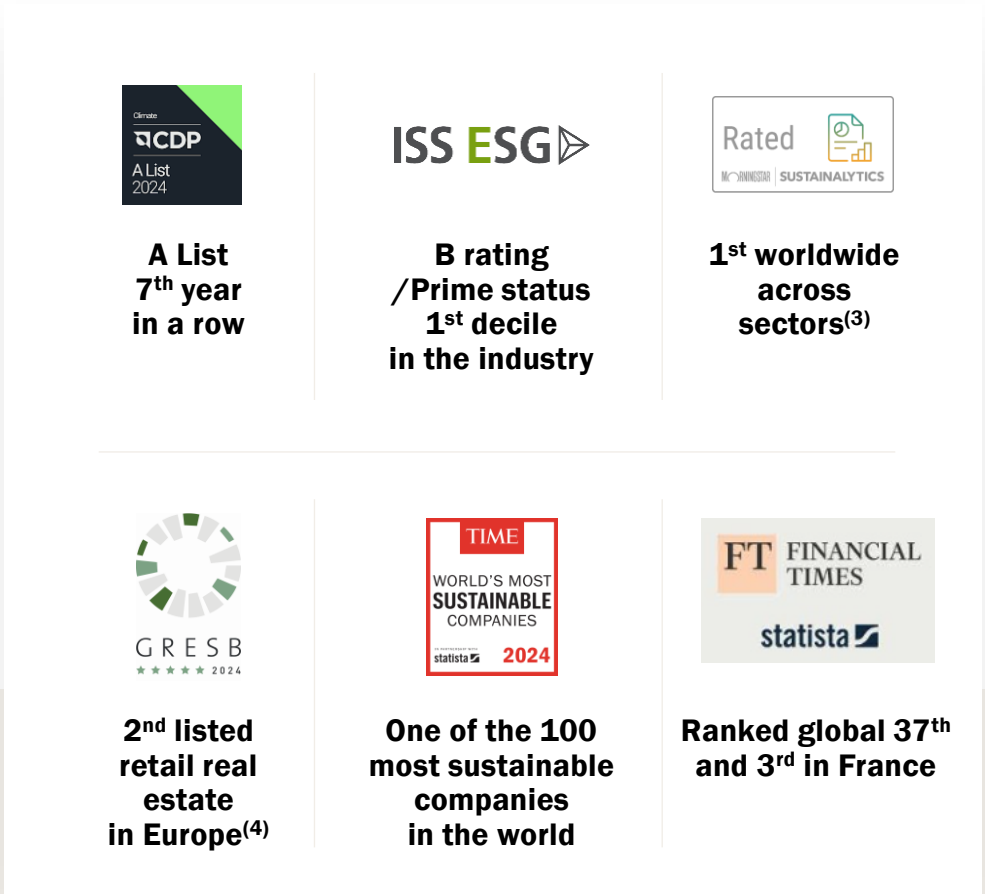 Climate
CDP
A List
2024
A List
7th year
in a row
ISS ESG
B rating
/Prime status
1st decile
in the industry
Rated
MORNINGSTAR | SUSTAINALYTICS
1st worldwide
across
sectors(3)
GRESB
★★★★★ 2024
2nd listed
retail real
estate
in Europe(4)
TIME
WORLD'S MOST
SUSTAINABLE
COMPANIES
IN PARTNERSHIP WITH
statista 2024
One of the 100
most sustainable
companies
in the world
FT FINANCIAL
TIMES
statista
Ranked global 37th
and 3rd in France